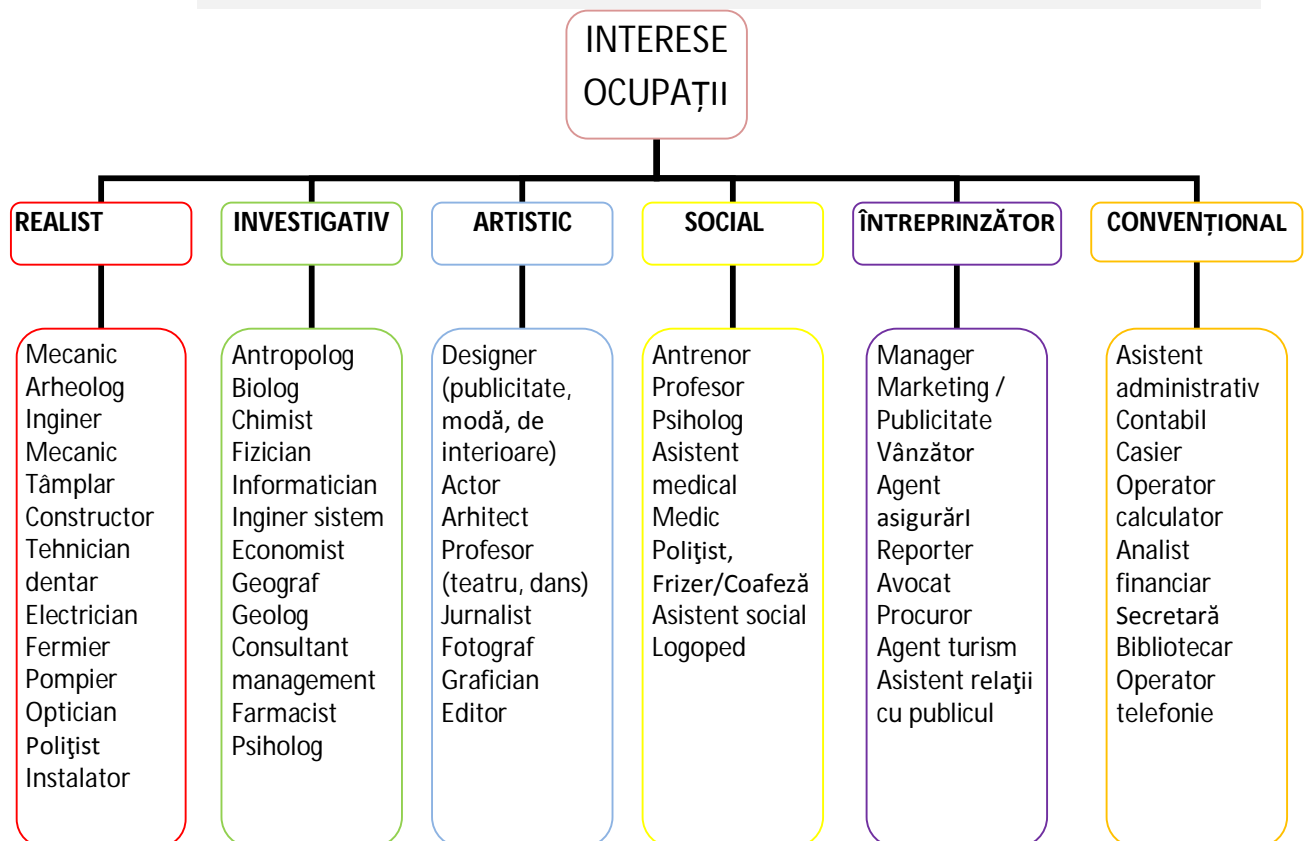 INTERESE
OCUPAȚII
REALIST
INVESTIGATIV
ARTISTIC
SOCIAL
ÎNTREPRINZĂTOR
CONVENȚIONAL
Mecanic
Arheolog
Inginer
Mecanic
Tâmplar
Constructor
Tehnician
dentar
Electrician
Fermier
Pompier
Optician
Poliţist
Instalator
Antropolog
Biolog
Chimist
Fizician
Informatician
Inginer sistem
Economist
Geograf
Geolog
Consultant
management
Farmacist
Psiholog
Designer
(publicitate,
modă, de
interioare)
Actor
Arhitect
Profesor
(teatru, dans)
Jurnalist
Fotograf
Grafician
Editor
Antrenor
Profesor
Psiholog
Asistent
medical
Medic
Poliţist,
Frizer/Coafeză
Asistent social
Logoped
Manager
Marketing /
Publicitate
Vânzător
Agent
asigurărI
Reporter
Avocat
Procuror
Agent turism
Asistent relaţii
cu publicul
Asistent
administrativ
Contabil
Casier
Operator
calculator
Analist
financiar
Secretară
Bibliotecar
Operator
telefonie